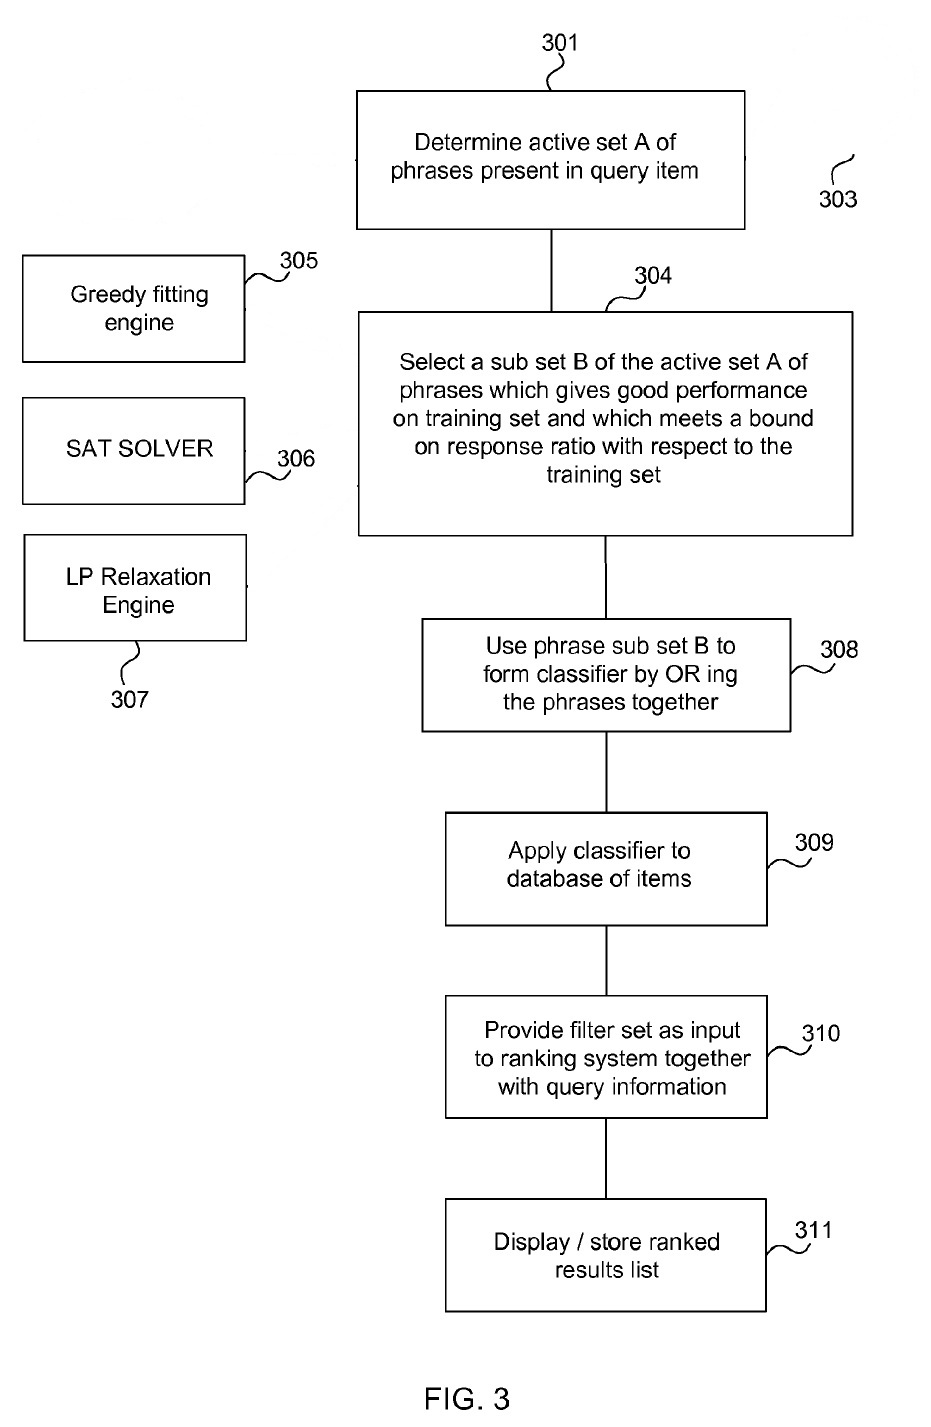 301
Determine active set A of
phrases present in query item
303
305
Greedy fitting
engine
304
Select a sub set B of the active set A of
phrases which gives good performance
on training set and which meets a bound
on response ratio with respect to the
training set
SAT SOLVER
306
LP Relaxation
Engine
307
Use phrase sub set B to
form classifier by OR ing
the phrases together
308
Apply classifier to
database of items
309
Provide filter set as input
to ranking system together
with query information
310
Display / store ranked
results list
311
FIG. 3